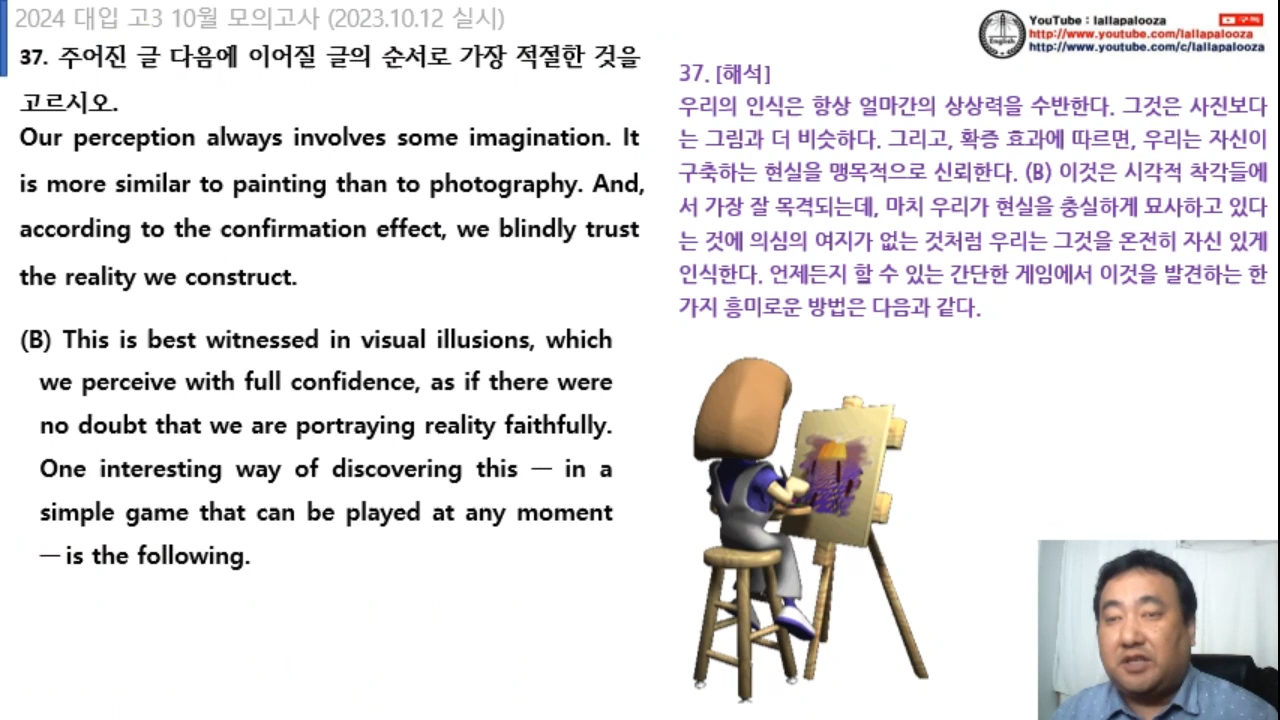 2024 대입 고3 10월 모의고사 (2023.10.12 실시)
37. 주어진 글 다음에 이어질 글의 순서로 가장 적절한 것을
고르시오.
Our perception always involves some imagination. It
is more similar to painting than to photography. And,
according to the confirmation effect, we blindly trust
the reality we construct.
(B) This is best witnessed in visual illusions, which
we perceive with full confidence, as if there were
no doubt that we are portraying reality faithfully.
One interesting way of discovering this — in a
simple game that can be played at any moment
— is the following.
YouTube : lallapalooza
구독
http://www.youtube.com/lallapalooza
http://www.youtube.com/c/lallapalooza
English
37. [해석]
우리의 인식은 항상 얼마간의 상상력을 수반한다. 그것은 사진보다
는 그림과 더 비슷하다. 그리고, 확증 효과에 따르면, 우리는 자신이
구축하는 현실을 맹목적으로 신뢰한다. (B) 이것은 시각적 착각들에
서 가장 잘 목격되는데, 마치 우리가 현실을 충실하게 묘사하고 있다
는 것에 의심의 여지가 없는 것처럼 우리는 그것을 온전히 자신 있게
인식한다. 언제든지 할 수 있는 간단한 게임에서 이것을 발견하는 한
가지 흥미로운 방법은 다음과 같다.